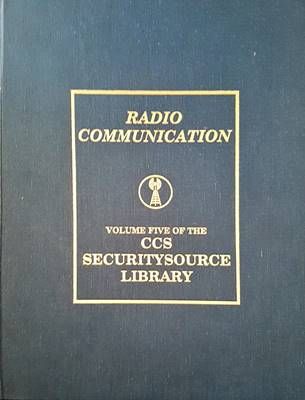 RADIO
COMMUNICATION
VOLUME FIVE OF THE
CCS
SECURITYSOURCE
LIBRARY